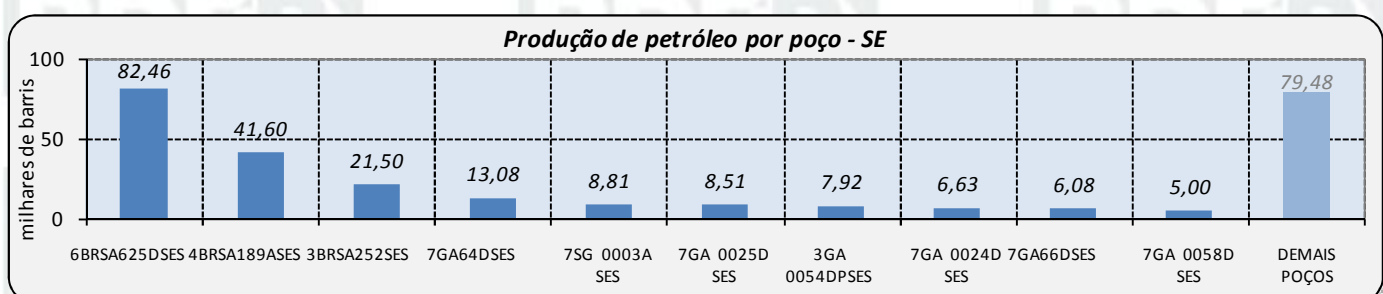 Produção de petróleo por poço - SE
milhares de barris
100
50
0
82,46
41,60
21,50
13,08
8,81
8,51
7,92
6,63
6,08
5,00
79,48
6BRSA625DSES
4BRSA189ASES
3BRSA252SES
7GA64DSES
7SG 0003A
SES
7GA 0025D
SES
3GA
0054DPSES
7GA 0024D
SES
7GA66DSES
7GA 0058D
SES
DEMAIS
POÇOS